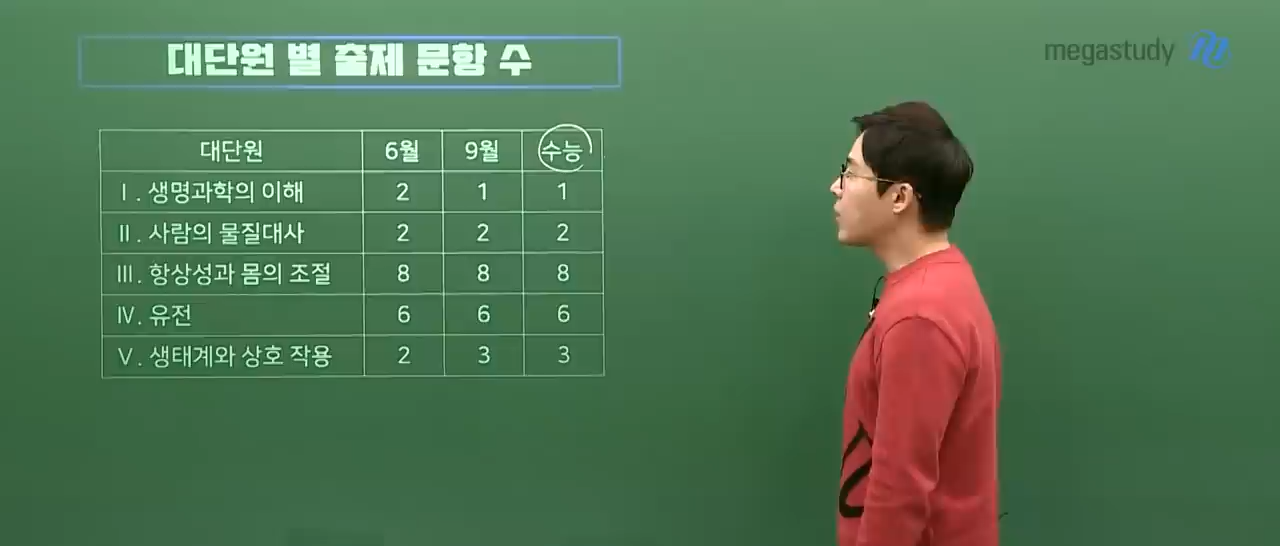 대단원 별 출제 문항 수
megastudy
대단원 6월 9월 수능
Ⅰ. 생명과학의 이해 2 1 1
Ⅱ. 사람의 물질대사 2 2 2
Ⅲ. 항상성과 몸의 조절 8 8 8
Ⅳ. 유전 6 6 6
Ⅴ. 생태계와 상호 작용 2 3 3